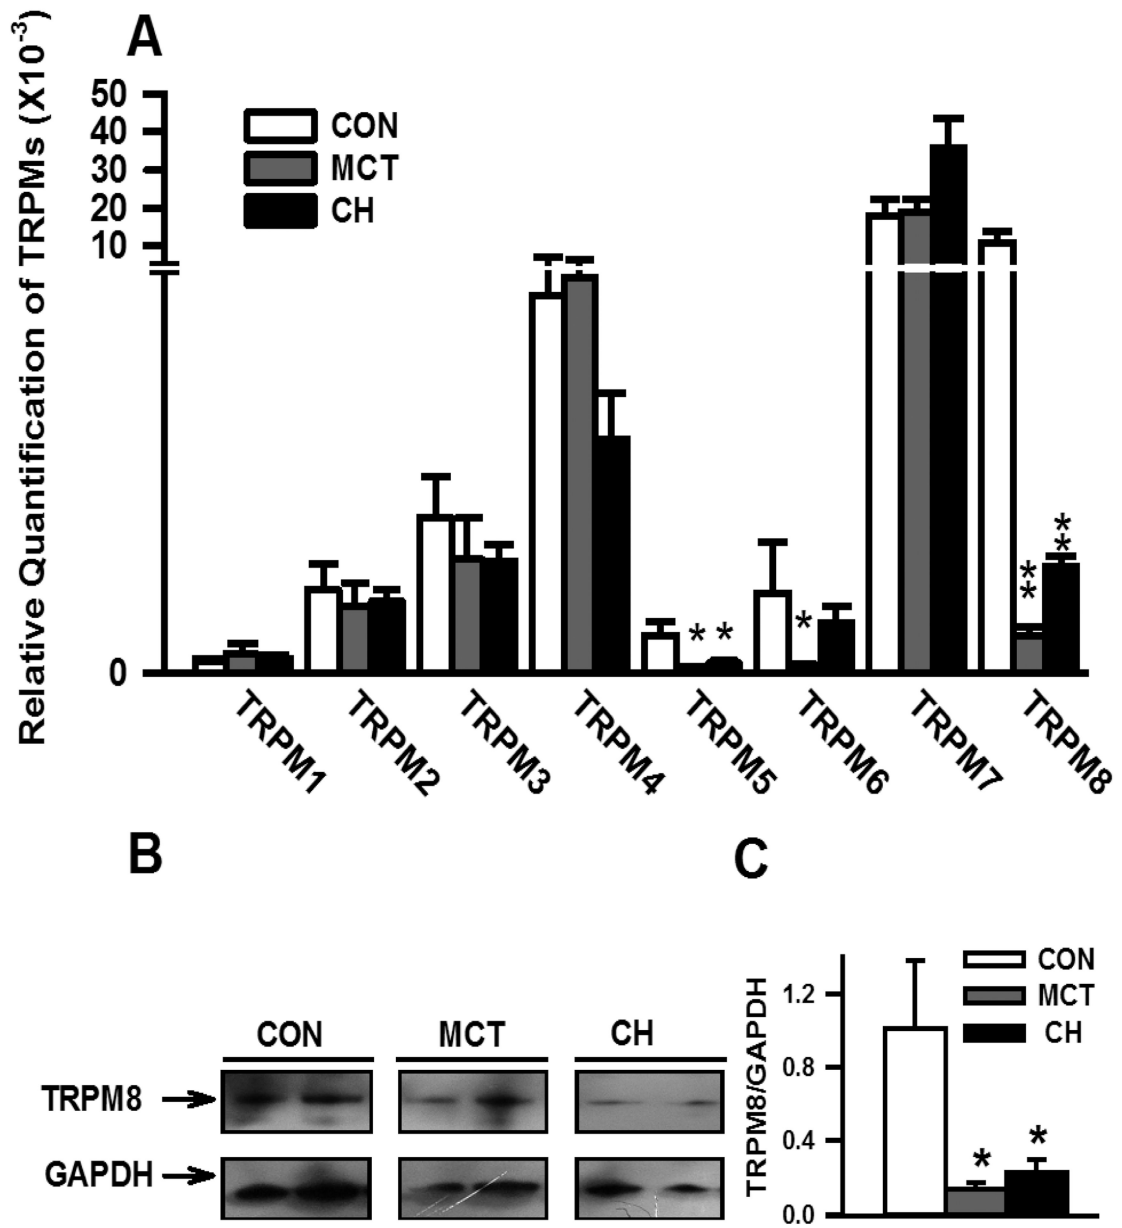 A
Relative Quantification of TRPMs (X10⁻³)
50
40
30
20
10
0
CON
MCT
CH
* *
*
**
**
TRPM1
TRPM2
TRPM3
TRPM4
TRPM5
TRPM6
TRPM7
TRPM8
B
CON
MCT
CH
TRPM8
GAPDH
C
TRPM8/GAPDH
1.2
0.8
0.4
0.0
CON
MCT
CH
*
*